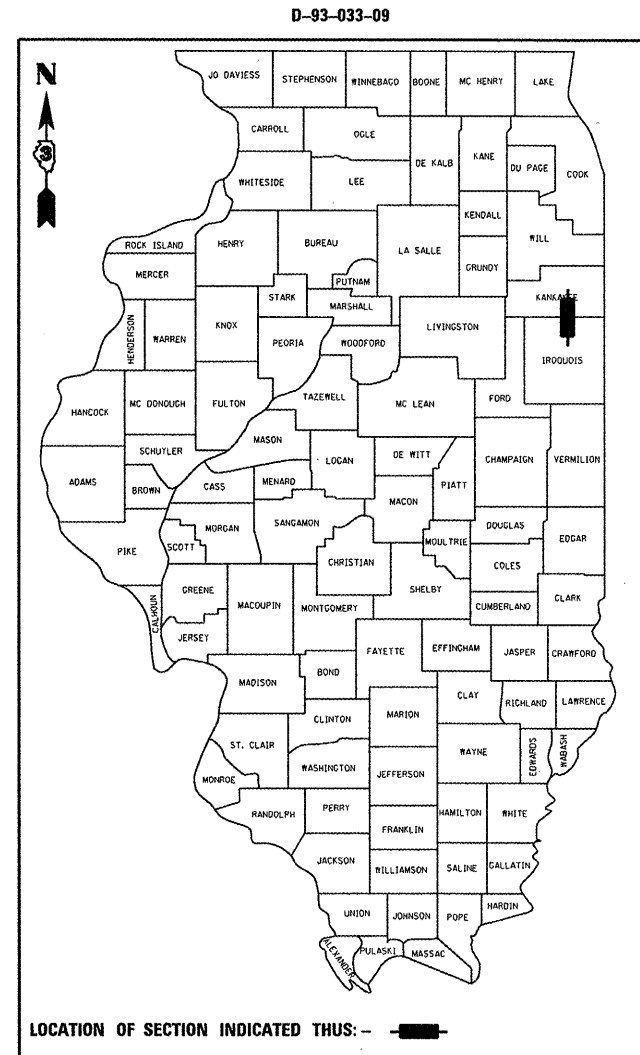 D-93-033-09
N
3
JO DAVIESS STEPHENSON WINNEBAGO BOONE MC HENRY LAKE
CARROLL OGLE
DE KALB KANE DU PAGE COOK
WHITESIDE LEE
KENDALL
ROCK ISLAND HENRY BUREAU LA SALLE WILL
MERCER PUTNAM GRUNDY
STARK MARSHALL KANKAKEE
HENDERSON WARREN KNOX PEORIA WOODFORD LIVINGSTON
IROQUOIS
HANCOCK MC DONOUGH FULTON TAZEWELL MC LEAN FORD
SCHUYLER MASON
ADAMS BROWN CASS MENARD LOGAN DE WITT CHAMPAIGN VERMILION
PIATT
MACON
MORGAN SANGAMON DOUGLAS
PIKE SCOTT CHRISTIAN MOULTRIE EDGAR
COLES
GREENE MACOUPIN MONTGOMERY SHELBY
CALHOUN CUMBERLAND CLARK
JERSEY
FAYETTE EFFINGHAM JASPER CRAWFORD
MADISON BOND
CLAY RICHLAND LAWRENCE
CLINTON MARION
ST. CLAIR WAYNE EDWARDS WABASH
WASHINGTON JEFFERSON
MONROE
RANDOLPH PERRY HAMILTON WHITE
FRANKLIN
JACKSON WILLIAMSON SALINE GALLATIN
HARDIN
UNION JOHNSON POPE
ALEXANDER PULASKI MASSAC
LOCATION OF SECTION INDICATED THUS: -